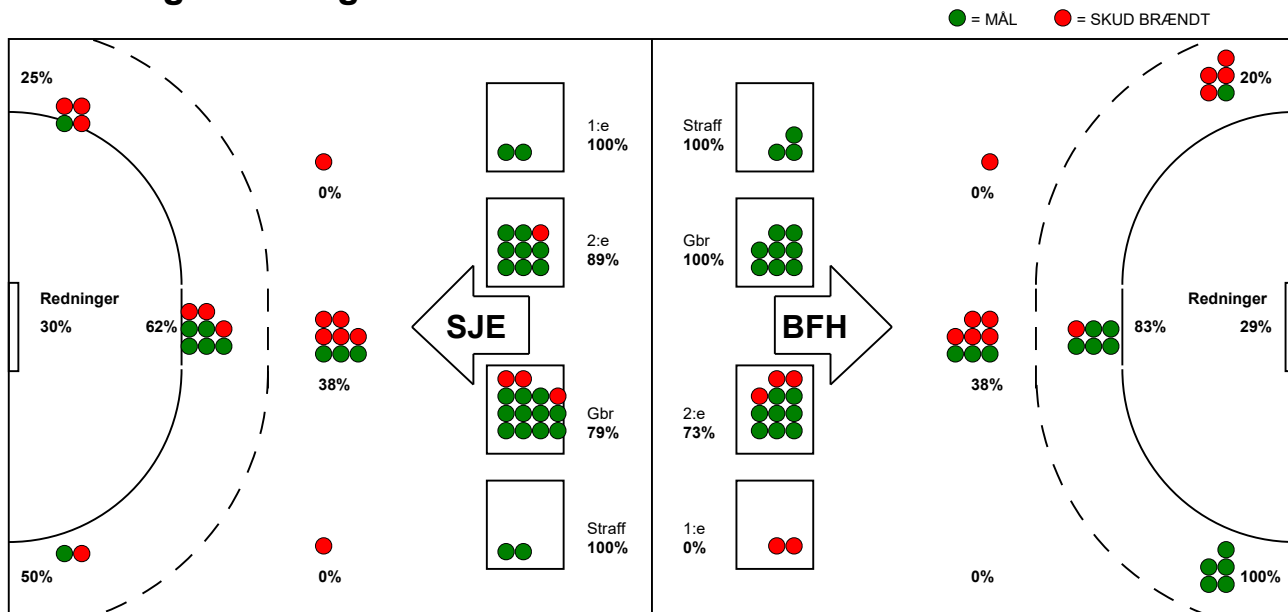 = MÅL = SKUD BRÆNDT
25%
20%
1:e
100%
Straff
100%
0%
0%
2:e
89%
Gbr
100%
Redninger
30%
62%
SJE
BFH
83%
Redninger
29%
38%
38%
Gbr
79%
2:e
73%
Straff
100%
1:e
0%
50%
0%
0%
100%